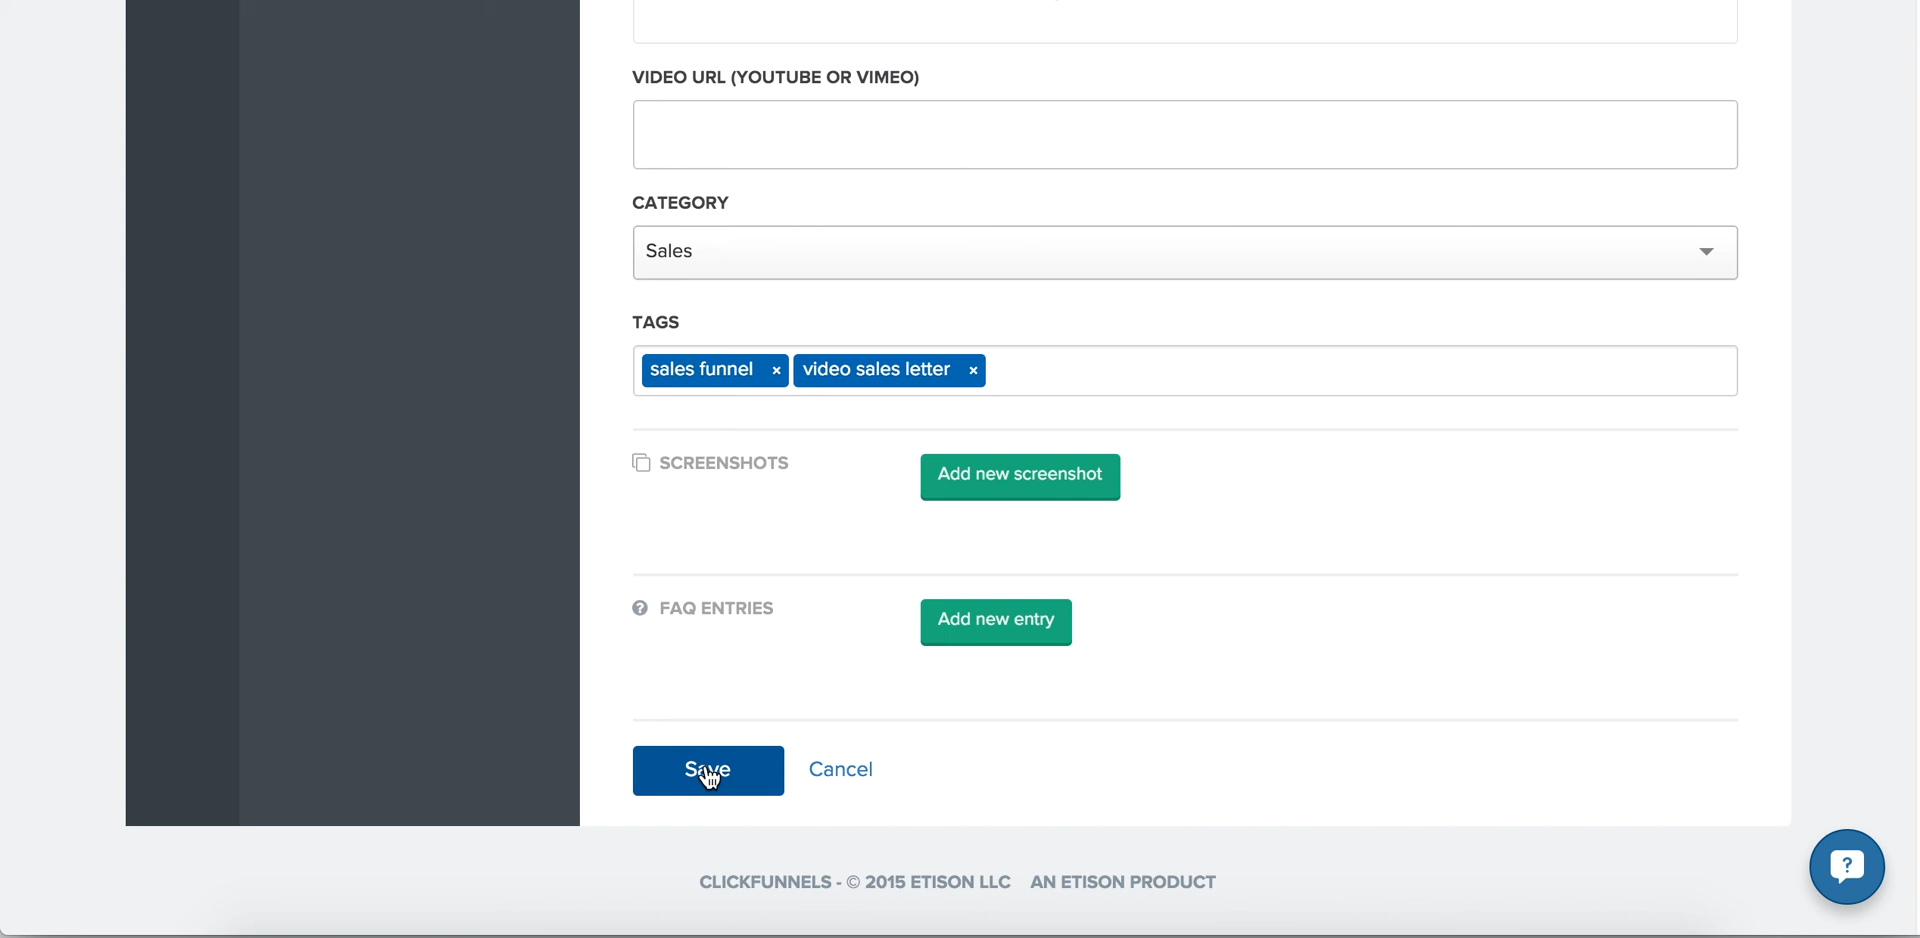 VIDEO URL (YOUTUBE OR VIMEO)
CATEGORY
Sales
TAGS
sales funnel × video sales letter ×
SCREENSHOTS Add new screenshot
? FAQ ENTRIES Add new entry
Save Cancel
CLICKFUNNELS - © 2015 ETISON LLC AN ETISON PRODUCT
?